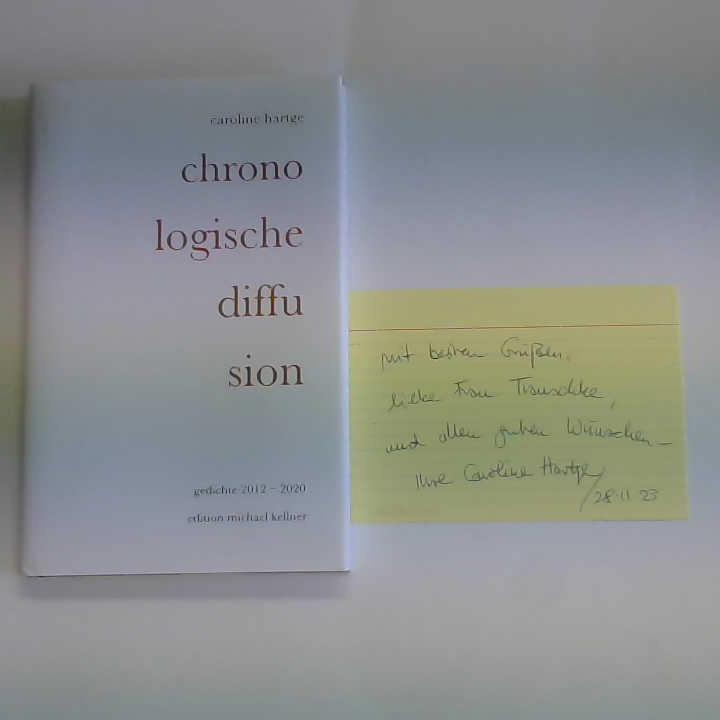 caroline hartge
chrono
logische
diffu
sion
gedichte 2012 – 2020
edition michael kellner
mit besten Grüßen,
liebe Frau
und allen guten Wünschen –
Ihre Caroline Hartge
/28.11.23